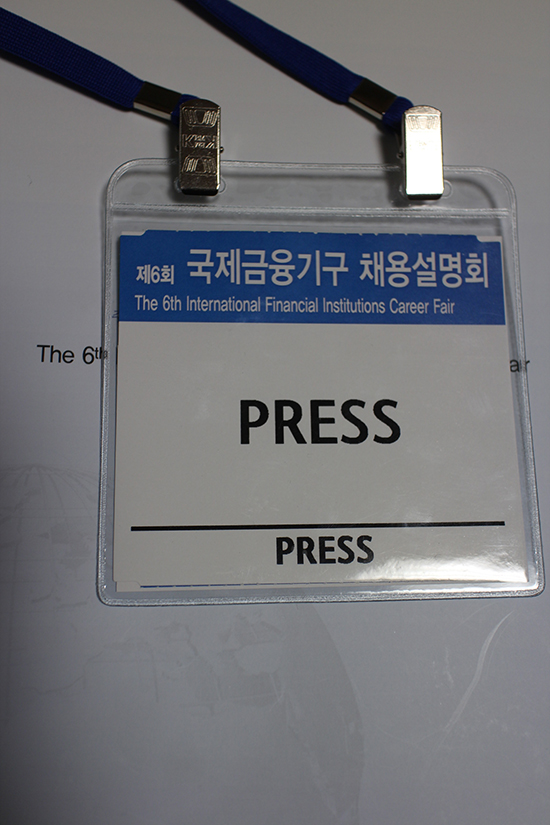 제6회 국제금융기구 채용설명회
The 6th International Financial Institutions Career Fair
The 6th
air
PRESS
PRESS